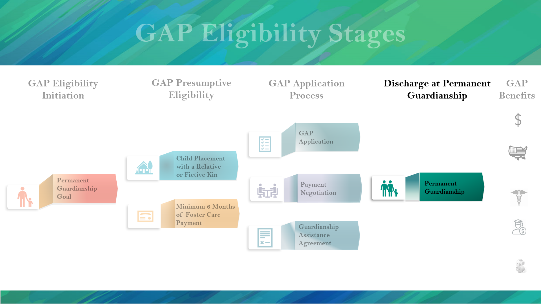 GAP Eligibility Stages
GAP Eligibility
Initiation
GAP Presumptive
Eligibility
GAP Application
Process
Discharge at Permanent
Guardianship
GAP
Benefits
Permanent
Guardianship
Goal
Child Placement
with a Relative
or Fictive Kin
Minimum 6 Months
of Foster Care
Payment
GAP
Application
Payment
Negotiation
Guardianship
Assistance
Agreement
Permanent
Guardianship
$